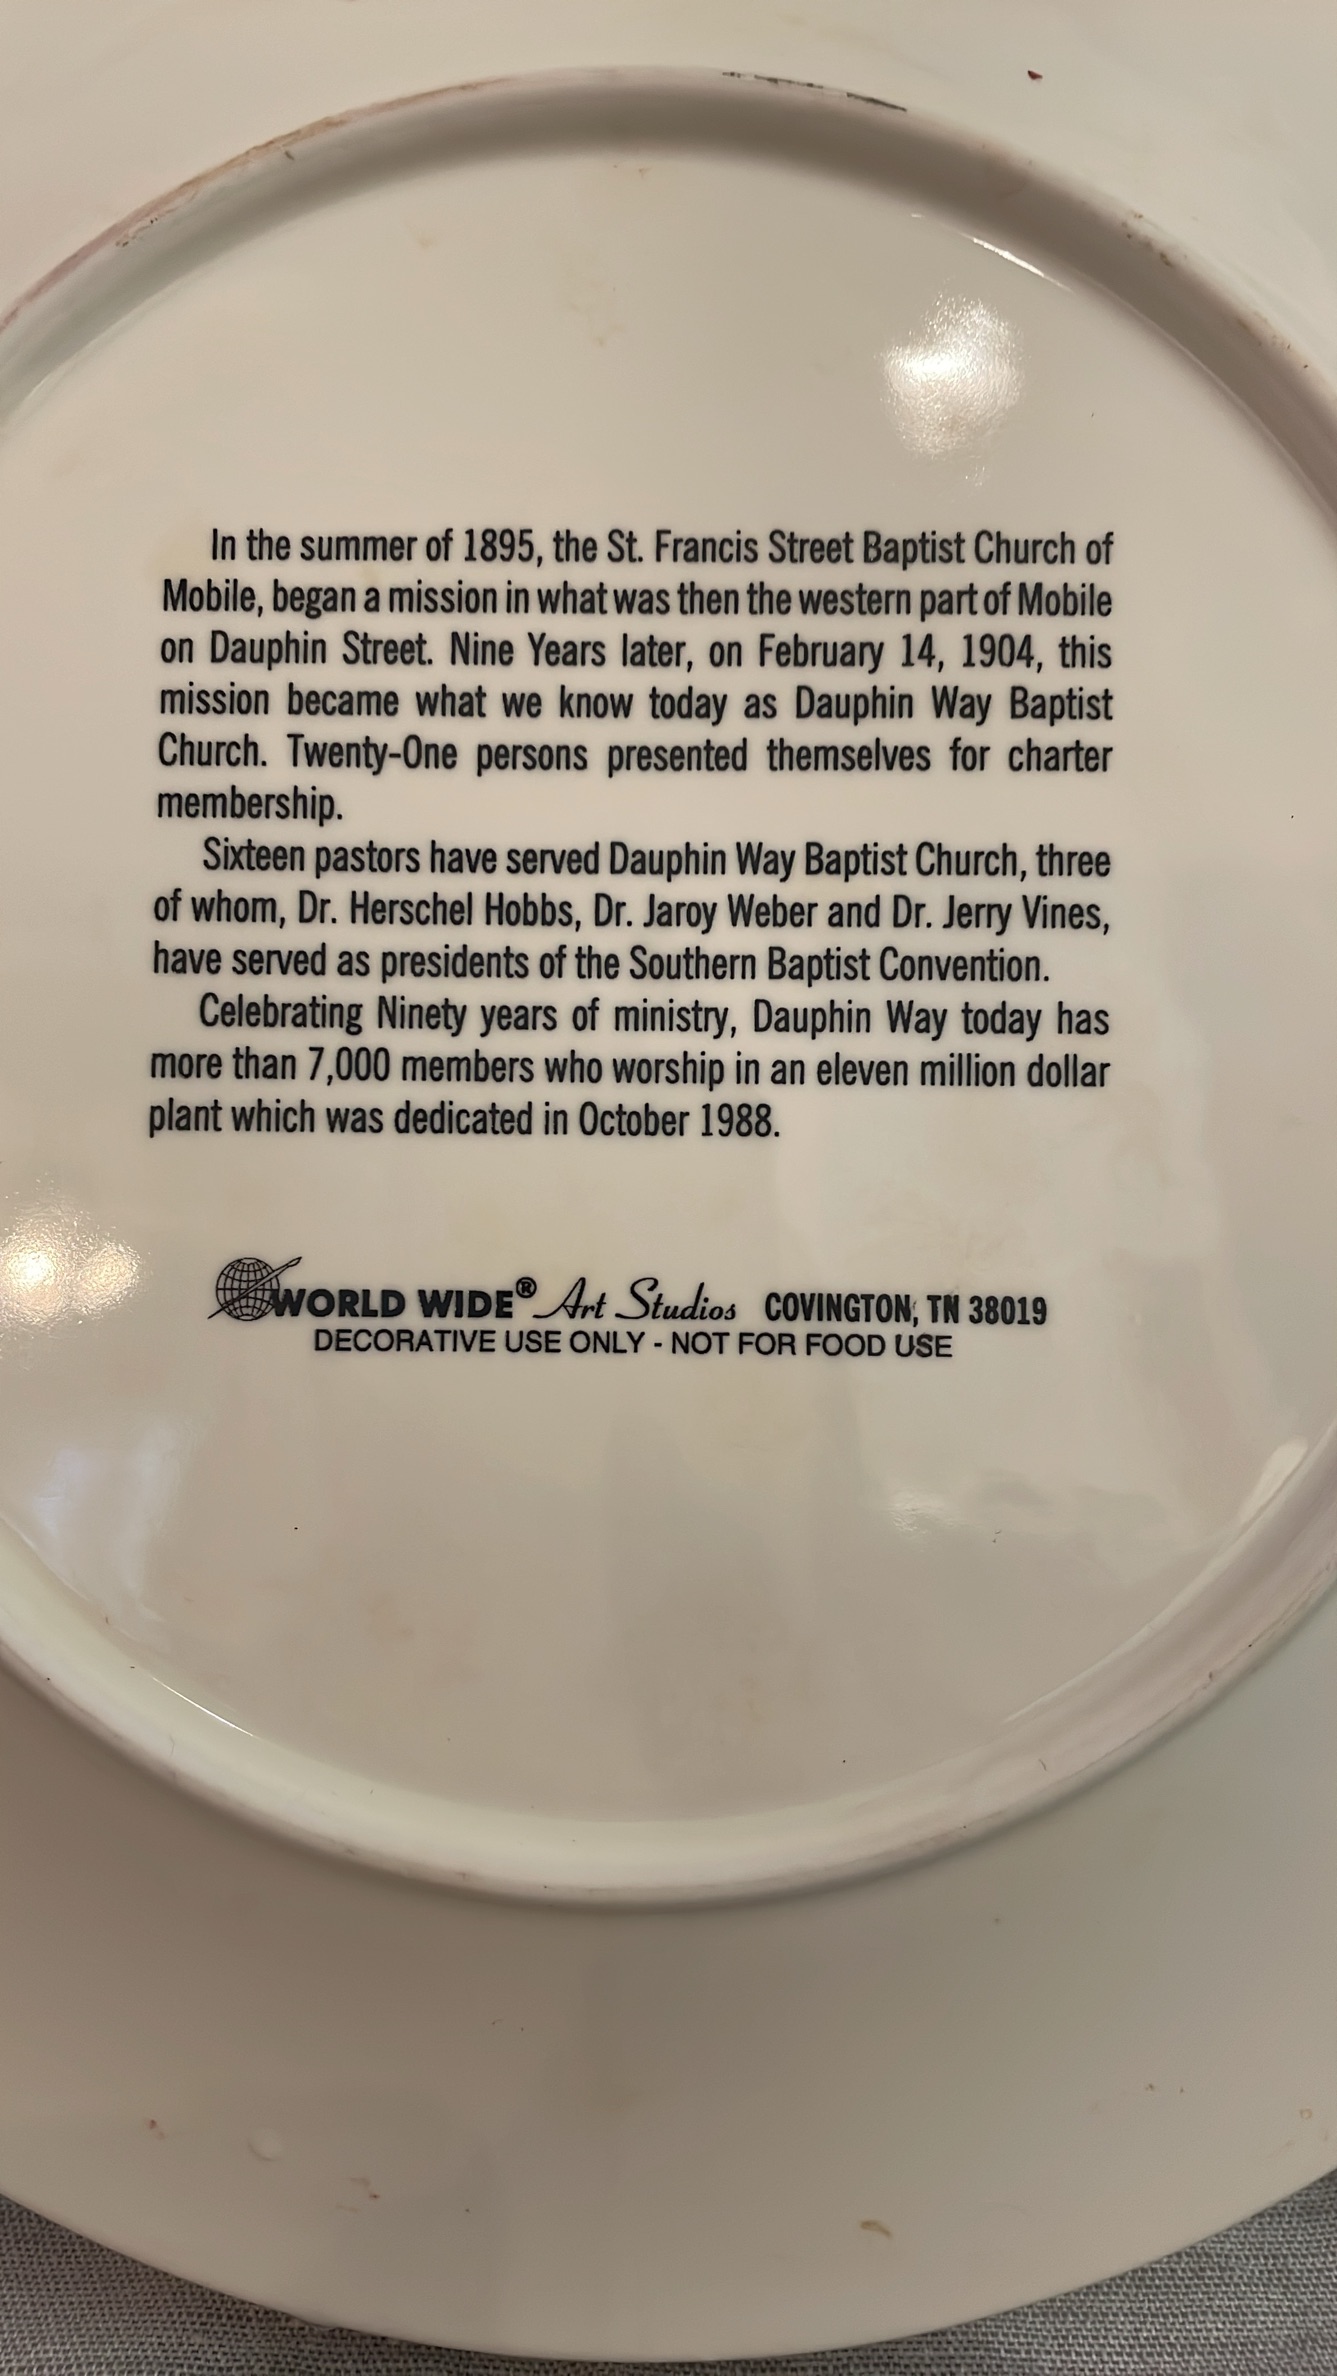 In the summer of 1895, the St. Francis Street Baptist Church of
Mobile, began a mission in what was then the western part of Mobile
on Dauphin Street. Nine Years later, on February 14, 1904, this
mission became what we know today as Dauphin Way Baptist
Church. Twenty-One persons presented themselves for charter
membership.
Sixteen pastors have served Dauphin Way Baptist Church, three
of whom, Dr. Herschel Hobbs, Dr. Jaroy Weber and Dr. Jerry Vines,
have served as presidents of the Southern Baptist Convention.
Celebrating Ninety years of ministry, Dauphin Way today has
more than 7,000 members who worship in an eleven million dollar
plant which was dedicated in October 1988.
WORLD WIDE® Art Studios COVINGTON, TN 38019
DECORATIVE USE ONLY - NOT FOR FOOD USE